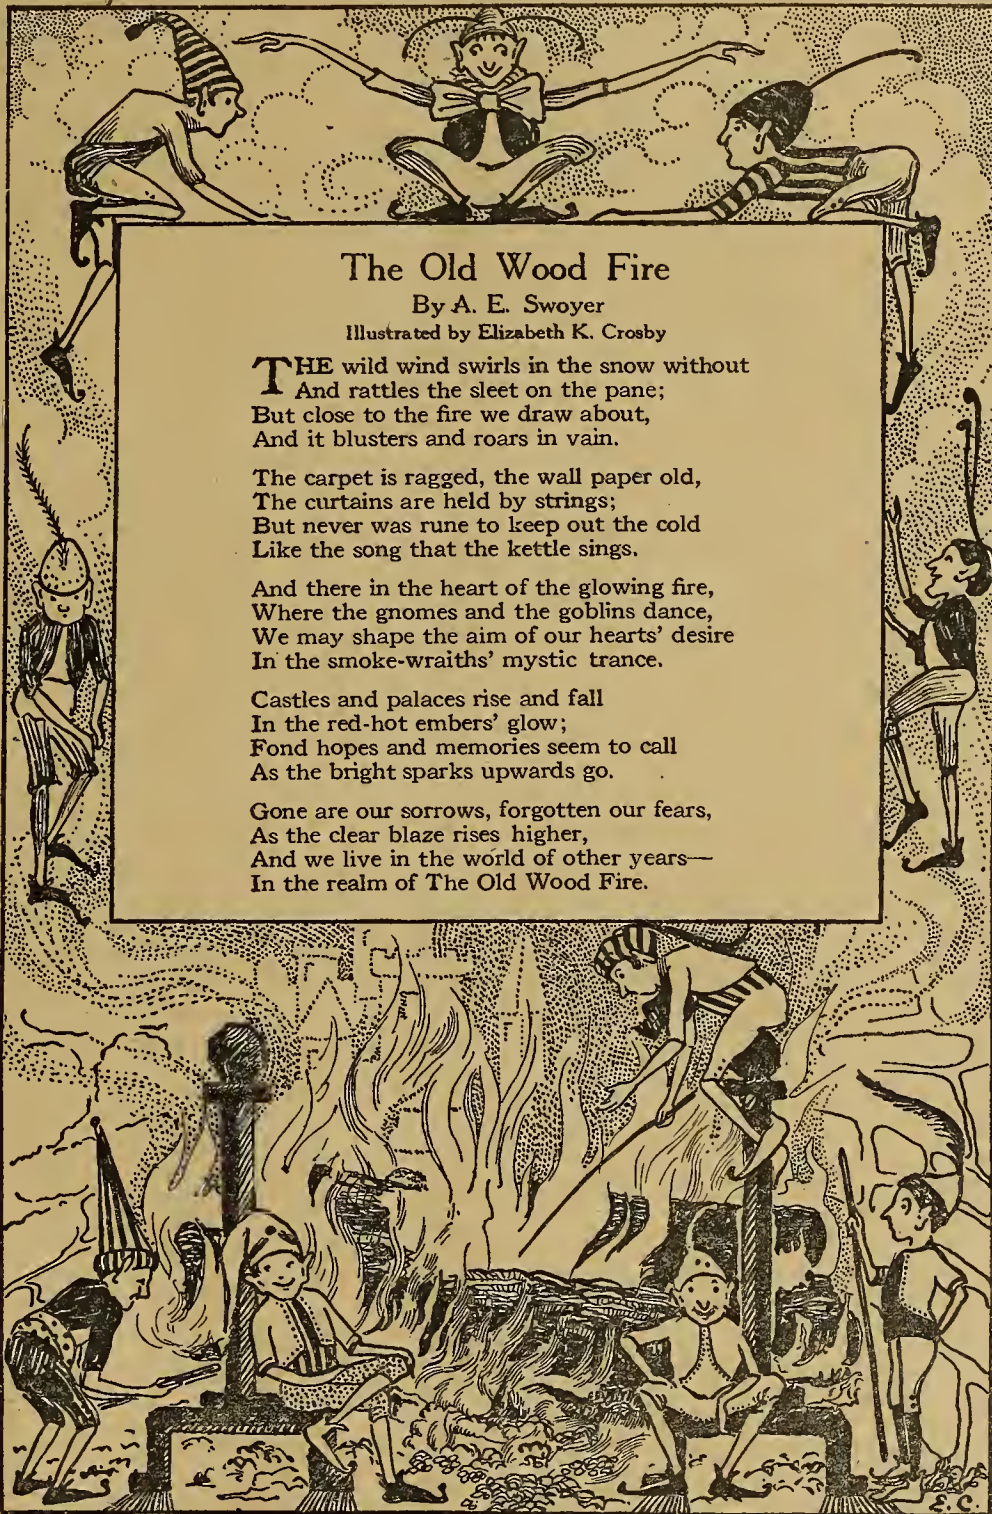 The Old Wood Fire
By A. E. Swoyer
Illustrated by Elizabeth K. Crosby
THE wild wind swirls in the snow without
And rattles the sleet on the pane;
But close to the fire we draw about,
And it blusters and roars in vain.
The carpet is ragged, the wall paper old,
The curtains are held by strings;
But never was rune to keep out the cold
Like the song that the kettle sings.
And there in the heart of the glowing fire,
Where the gnomes and the goblins dance,
We may shape the aim of our hearts' desire
In the smoke-wraiths' mystic trance.
Castles and palaces rise and fall
In the red-hot embers' glow;
Fond hopes and memories seem to call
As the bright sparks upwards go.
Gone are our sorrows, forgotten our fears,
As the clear blaze rises higher,
And we live in the world of other years—
In the realm of The Old Wood Fire.
E. C.